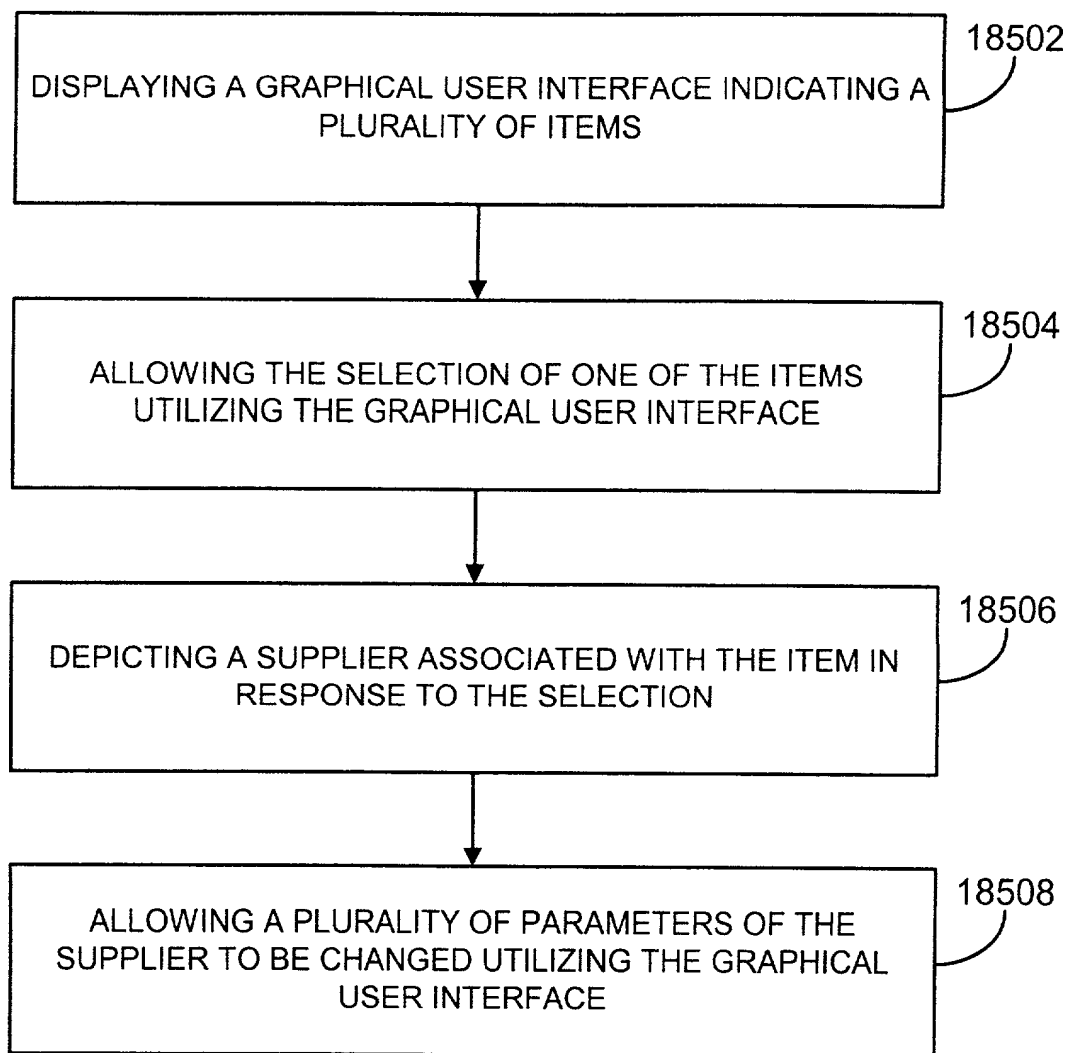 18502
DISPLAYING A GRAPHICAL USER INTERFACE INDICATING A
PLURALITY OF ITEMS
18504
ALLOWING THE SELECTION OF ONE OF THE ITEMS
UTILIZING THE GRAPHICAL USER INTERFACE
18506
DEPICTING A SUPPLIER ASSOCIATED WITH THE ITEM IN
RESPONSE TO THE SELECTION
18508
ALLOWING A PLURALITY OF PARAMETERS OF THE
SUPPLIER TO BE CHANGED UTILIZING THE GRAPHICAL
USER INTERFACE